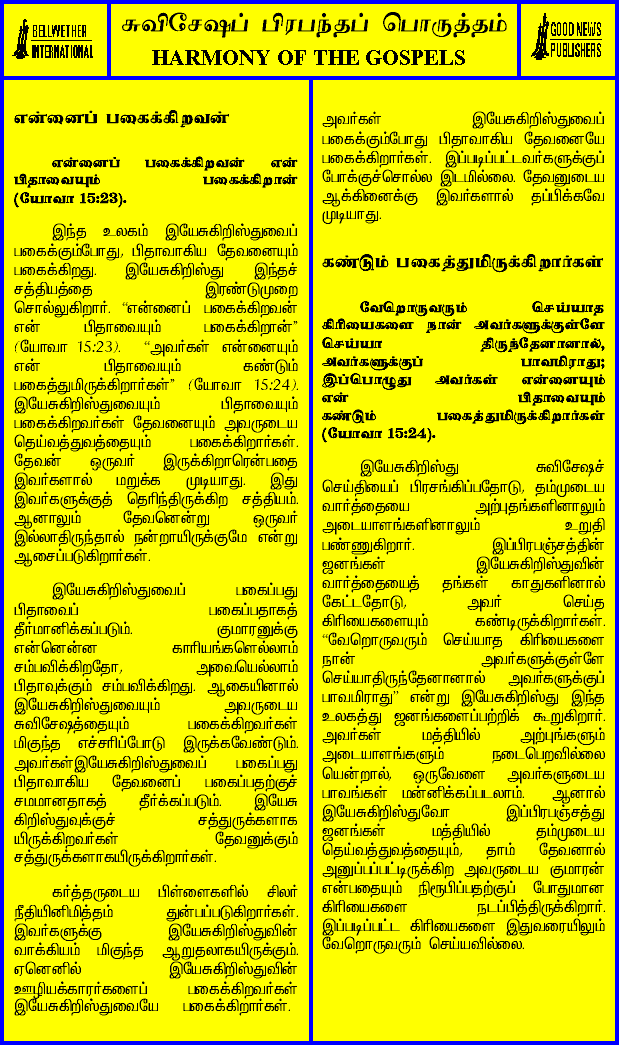 BELLWETHER
INTERNATIONAL
சுவிசேஷப் பிரபந்தப் பொருத்தம்
HARMONY OF THE GOSPELS
GOOD NEWS
PUBLISHERS
என்னைப் பகைக்கிறவன்
என்னைப் பகைக்கிறவன் என்
பிதாவையும் பகைக்கிறான்
(யோவா 15:23).
இந்த உலகம் இயேசுகிறிஸ்துவைப்
பகைக்கும்போது, பிதாவாகிய தேவனையும்
பகைக்கிறது. இயேசுகிறிஸ்து இந்தச்
சத்தியத்தை இரண்டுமுறை
சொல்லுகிறார். “என்னைப் பகைக்கிறவன்
என் பிதாவையும் பகைக்கிறான்”
(யோவா 15:23). “அவர்கள் என்னையும்
என் பிதாவையும் கண்டும்
பகைத்துமிருக்கிறார்கள்” (யோவா 15:24).
இயேசுகிறிஸ்துவையும் பிதாவையும்
பகைக்கிறவர்கள் தேவனையும் அவருடைய
தெய்வத்துவத்தையும் பகைக்கிறார்கள்.
தேவன் ஒருவர் இருக்கிறாரென்பதை
இவர்களால் மறுக்க முடியாது. இது
இவர்களுக்குத் தெரிந்திருக்கிற சத்தியம்.
ஆனாலும் தேவனென்று ஒருவர்
இல்லாதிருந்தால் நன்றாயிருக்குமே என்று
ஆசைப்படுகிறார்கள்.
இயேசுகிறிஸ்துவைப் பகைப்பது
பிதாவைப் பகைப்பதாகத்
தீர்மானிக்கப்படும். குமாரனுக்கு
என்னென்ன காரியங்களெல்லாம்
சம்பவிக்கிறதோ, அவையெல்லாம்
பிதாவுக்கும் சம்பவிக்கிறது. ஆகையினால்
இயேசுகிறிஸ்துவையும் அவருடைய
சுவிசேஷத்தையும் பகைக்கிறவர்கள்
மிகுந்த எச்சரிப்போடு இருக்கவேண்டும்.
அவர்கள்இயேசுகிறிஸ்துவைப் பகைப்பது
பிதாவாகிய தேவனைப் பகைப்பதற்குச்
சமமானதாகத் தீர்க்கப்படும். இயேசு
கிறிஸ்துவுக்குச் சத்துருக்களாக
யிருக்கிறவர்கள் தேவனுக்கும்
சத்துருக்களாகயிருக்கிறார்கள்.
கர்த்தருடைய பிள்ளைகளில் சிலர்
நீதியினிமித்தம் துன்பப்படுகிறார்கள்.
இவர்களுக்கு இயேசுகிறிஸ்துவின்
வாக்கியம் மிகுந்த ஆறுதலாகயிருக்கும்.
ஏனெனில் இயேசுகிறிஸ்துவின்
ஊழியக்காரர்களைப் பகைக்கிறவர்கள்
இயேசுகிறிஸ்துவையே பகைக்கிறார்கள்.
அவர்கள் இயேசுகிறிஸ்துவைப்
பகைக்கும்போது பிதாவாகிய தேவனையே
பகைக்கிறார்கள். இப்படிப்பட்டவர்களுக்குப்
போக்குச்சொல்ல இடமில்லை. தேவனுடைய
ஆக்கினைக்கு இவர்களால் தப்பிக்கவே
முடியாது.
கண்டும் பகைத்துமிருக்கிறார்கள்
வேறொருவரும் செய்யாத
கிரியைகளை நான் அவர்களுக்குள்ளே
செய்யா திருந்தேனானால்,
அவர்களுக்குப் பாவமிராது;
இப்பொழுது அவர்கள் என்னையும்
என் பிதாவையும்
கண்டும் பகைத்துமிருக்கிறார்கள்
(யோவா 15:24).
இயேசுகிறிஸ்து சுவிசேஷச்
செய்தியைப் பிரசங்கிப்பதோடு, தம்முடைய
வார்த்தையை அற்புதங்களினாலும்
அடையாளங்களினாலும் உறுதி
பண்ணுகிறார். இப்பிரபஞ்சத்தின்
ஜனங்கள் இயேசுகிறிஸ்துவின்
வார்த்தையைத் தங்கள் காதுகளினால்
கேட்டதோடு, அவர் செய்த
கிரியைகளையும் கண்டிருக்கிறார்கள்.
“வேறொருவரும் செய்யாத கிரியைகளை
நான் அவர்களுக்குள்ளே
செய்யாதிருந்தேனானால் அவர்களுக்குப்
பாவமிராது” என்று இயேசுகிறிஸ்து இந்த
உலகத்து ஜனங்களைப்பற்றிக் கூறுகிறார்.
அவர்கள் மத்தியில் அற்புங்களும்
அடையாளங்களும் நடைபெறவில்லை
யென்றால், ஒருவேளை அவர்களுடைய
பாவங்கள் மன்னிக்கப்படலாம். ஆனால்
இயேசுகிறிஸ்துவோ இப்பிரபஞ்சத்து
ஜனங்கள் மத்தியில் தம்முடைய
தெய்வத்துவத்தையும், தாம் தேவனால்
அனுப்பப்பட்டிருக்கிற அவருடைய குமாரன்
என்பதையும் நிரூபிப்பதற்குப் போதுமான
கிரியைகளை நடப்பித்திருக்கிறார்.
இப்படிப்பட்ட கிரியைகளை இதுவரையிலும்
வேறொருவரும் செய்யவில்லை.